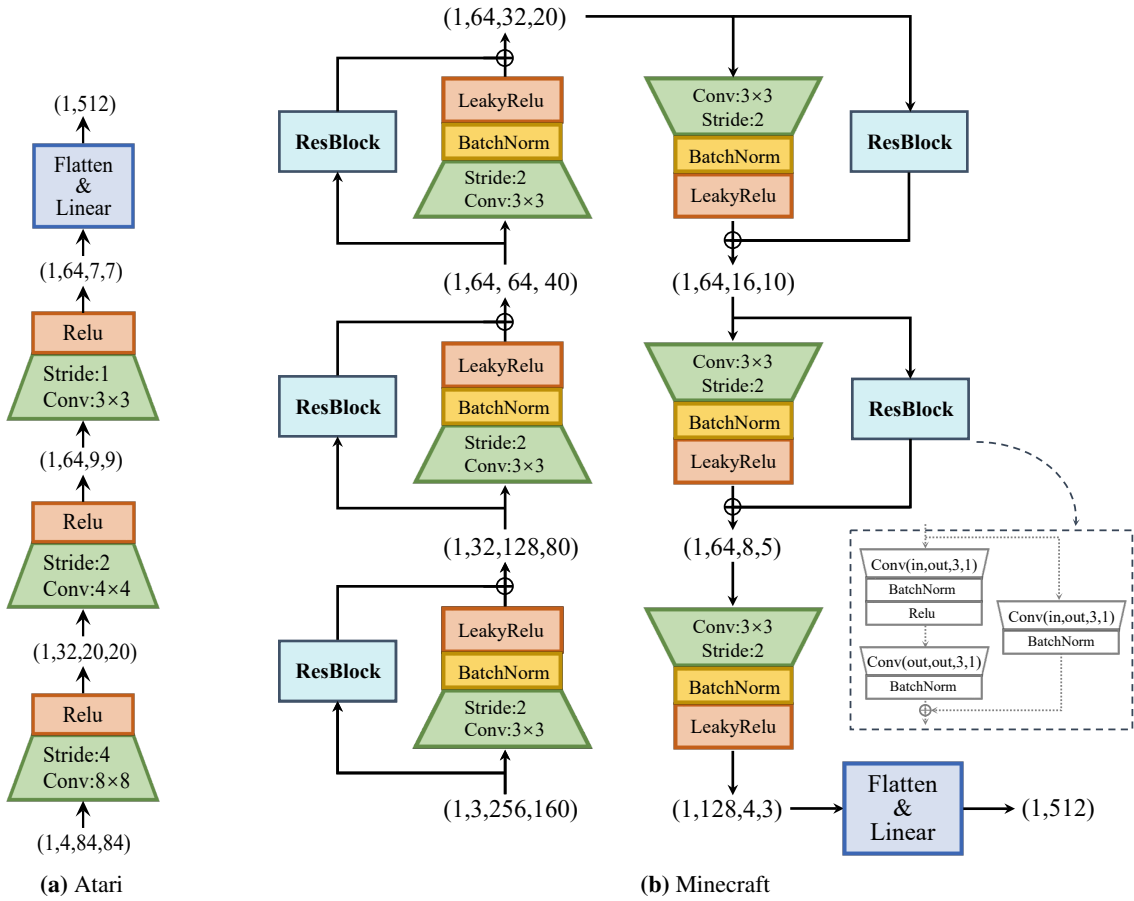 (1,512)
Flatten
&
Linear
(1,64,7,7)
Relu
Stride:1
Conv:3×3
(1,64,9,9)
Relu
Stride:2
Conv:4×4
(1,32,20,20)
Relu
Stride:4
Conv:8×8
(1,4,84,84)
(a) Atari
(1,64,32,20)
ResBlock
LeakyRelu
BatchNorm
Stride:2
Conv:3×3
(1,64, 64, 40)
ResBlock
LeakyRelu
BatchNorm
Stride:2
Conv:3×3
(1,32,128,80)
ResBlock
LeakyRelu
BatchNorm
Stride:2
Conv:3×3
(1,3,256,160)
Conv:3×3
Stride:2
BatchNorm
LeakyRelu
ResBlock
(1,64,16,10)
Conv:3×3
Stride:2
BatchNorm
LeakyRelu
ResBlock
(1,64,8,5)
Conv:3×3
Stride:2
BatchNorm
LeakyRelu
Conv(in,out,3,1)
BatchNorm
Relu
Conv(out,out,3,1)
BatchNorm
Conv(in,out,3,1)
BatchNorm
(1,128,4,3)
Flatten
&
Linear
(1,512)
(b) Minecraft